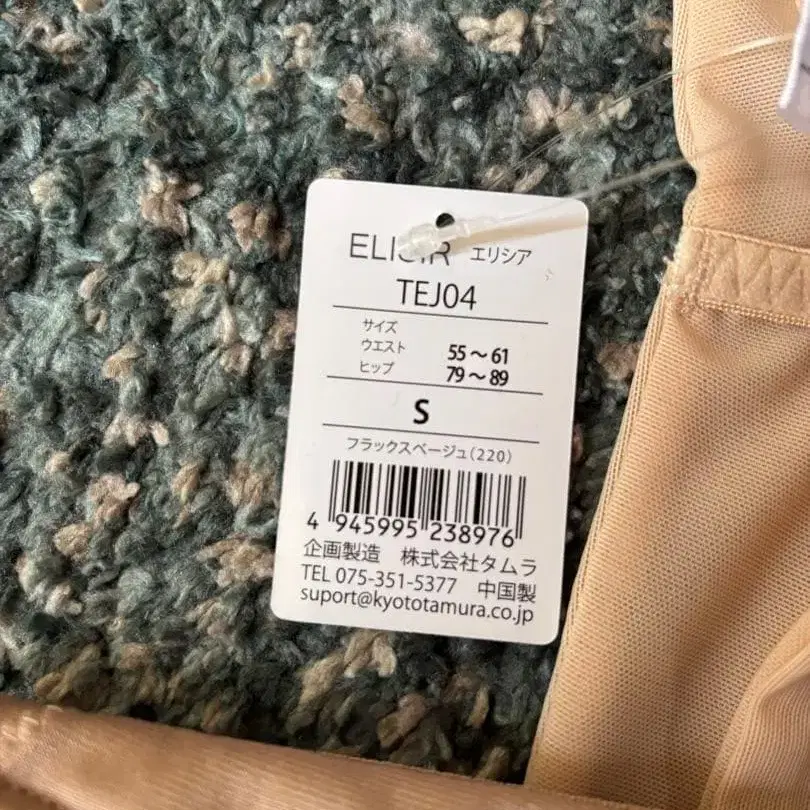 エリシア
TEJ04
サイズ
ウエスト 55～61
ヒップ 79～89
S
フラックスベージュ(220)
4 945995 238976
企画製造 株式会社タムラ
TEL 075-351-5377 中国製
suport@kyototamura.co.jp